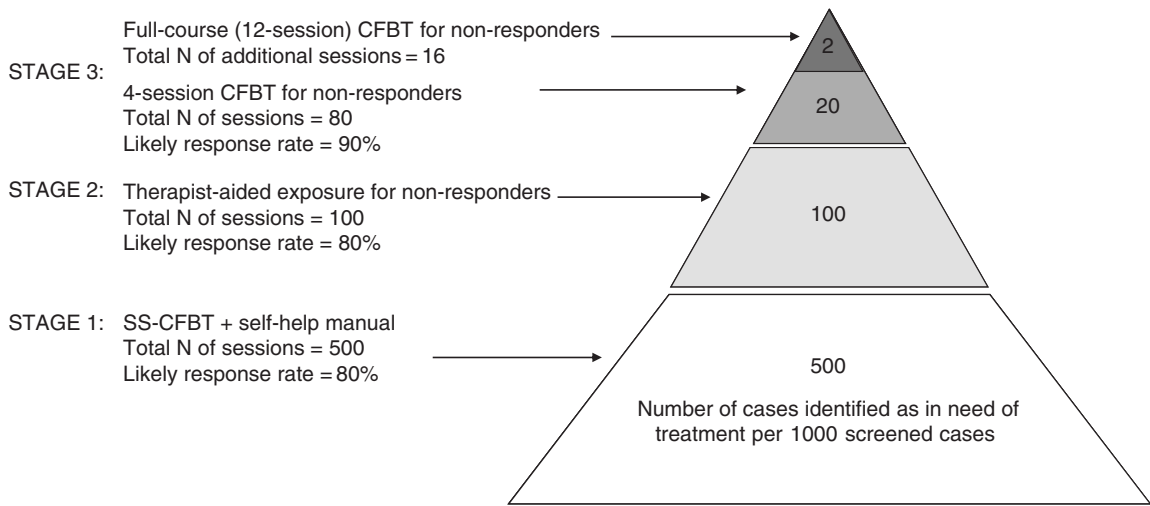 Full-course (12-session) CFBT for non-responders
Total N of additional sessions = 16
STAGE 3:
4-session CFBT for non-responders
Total N of sessions = 80
Likely response rate = 90%
STAGE 2: Therapist-aided exposure for non-responders
Total N of sessions = 100
Likely response rate = 80%
STAGE 1: SS-CFBT + self-help manual
Total N of sessions = 500
Likely response rate = 80%
2
20
100
500
Number of cases identified as in need of
treatment per 1000 screened cases